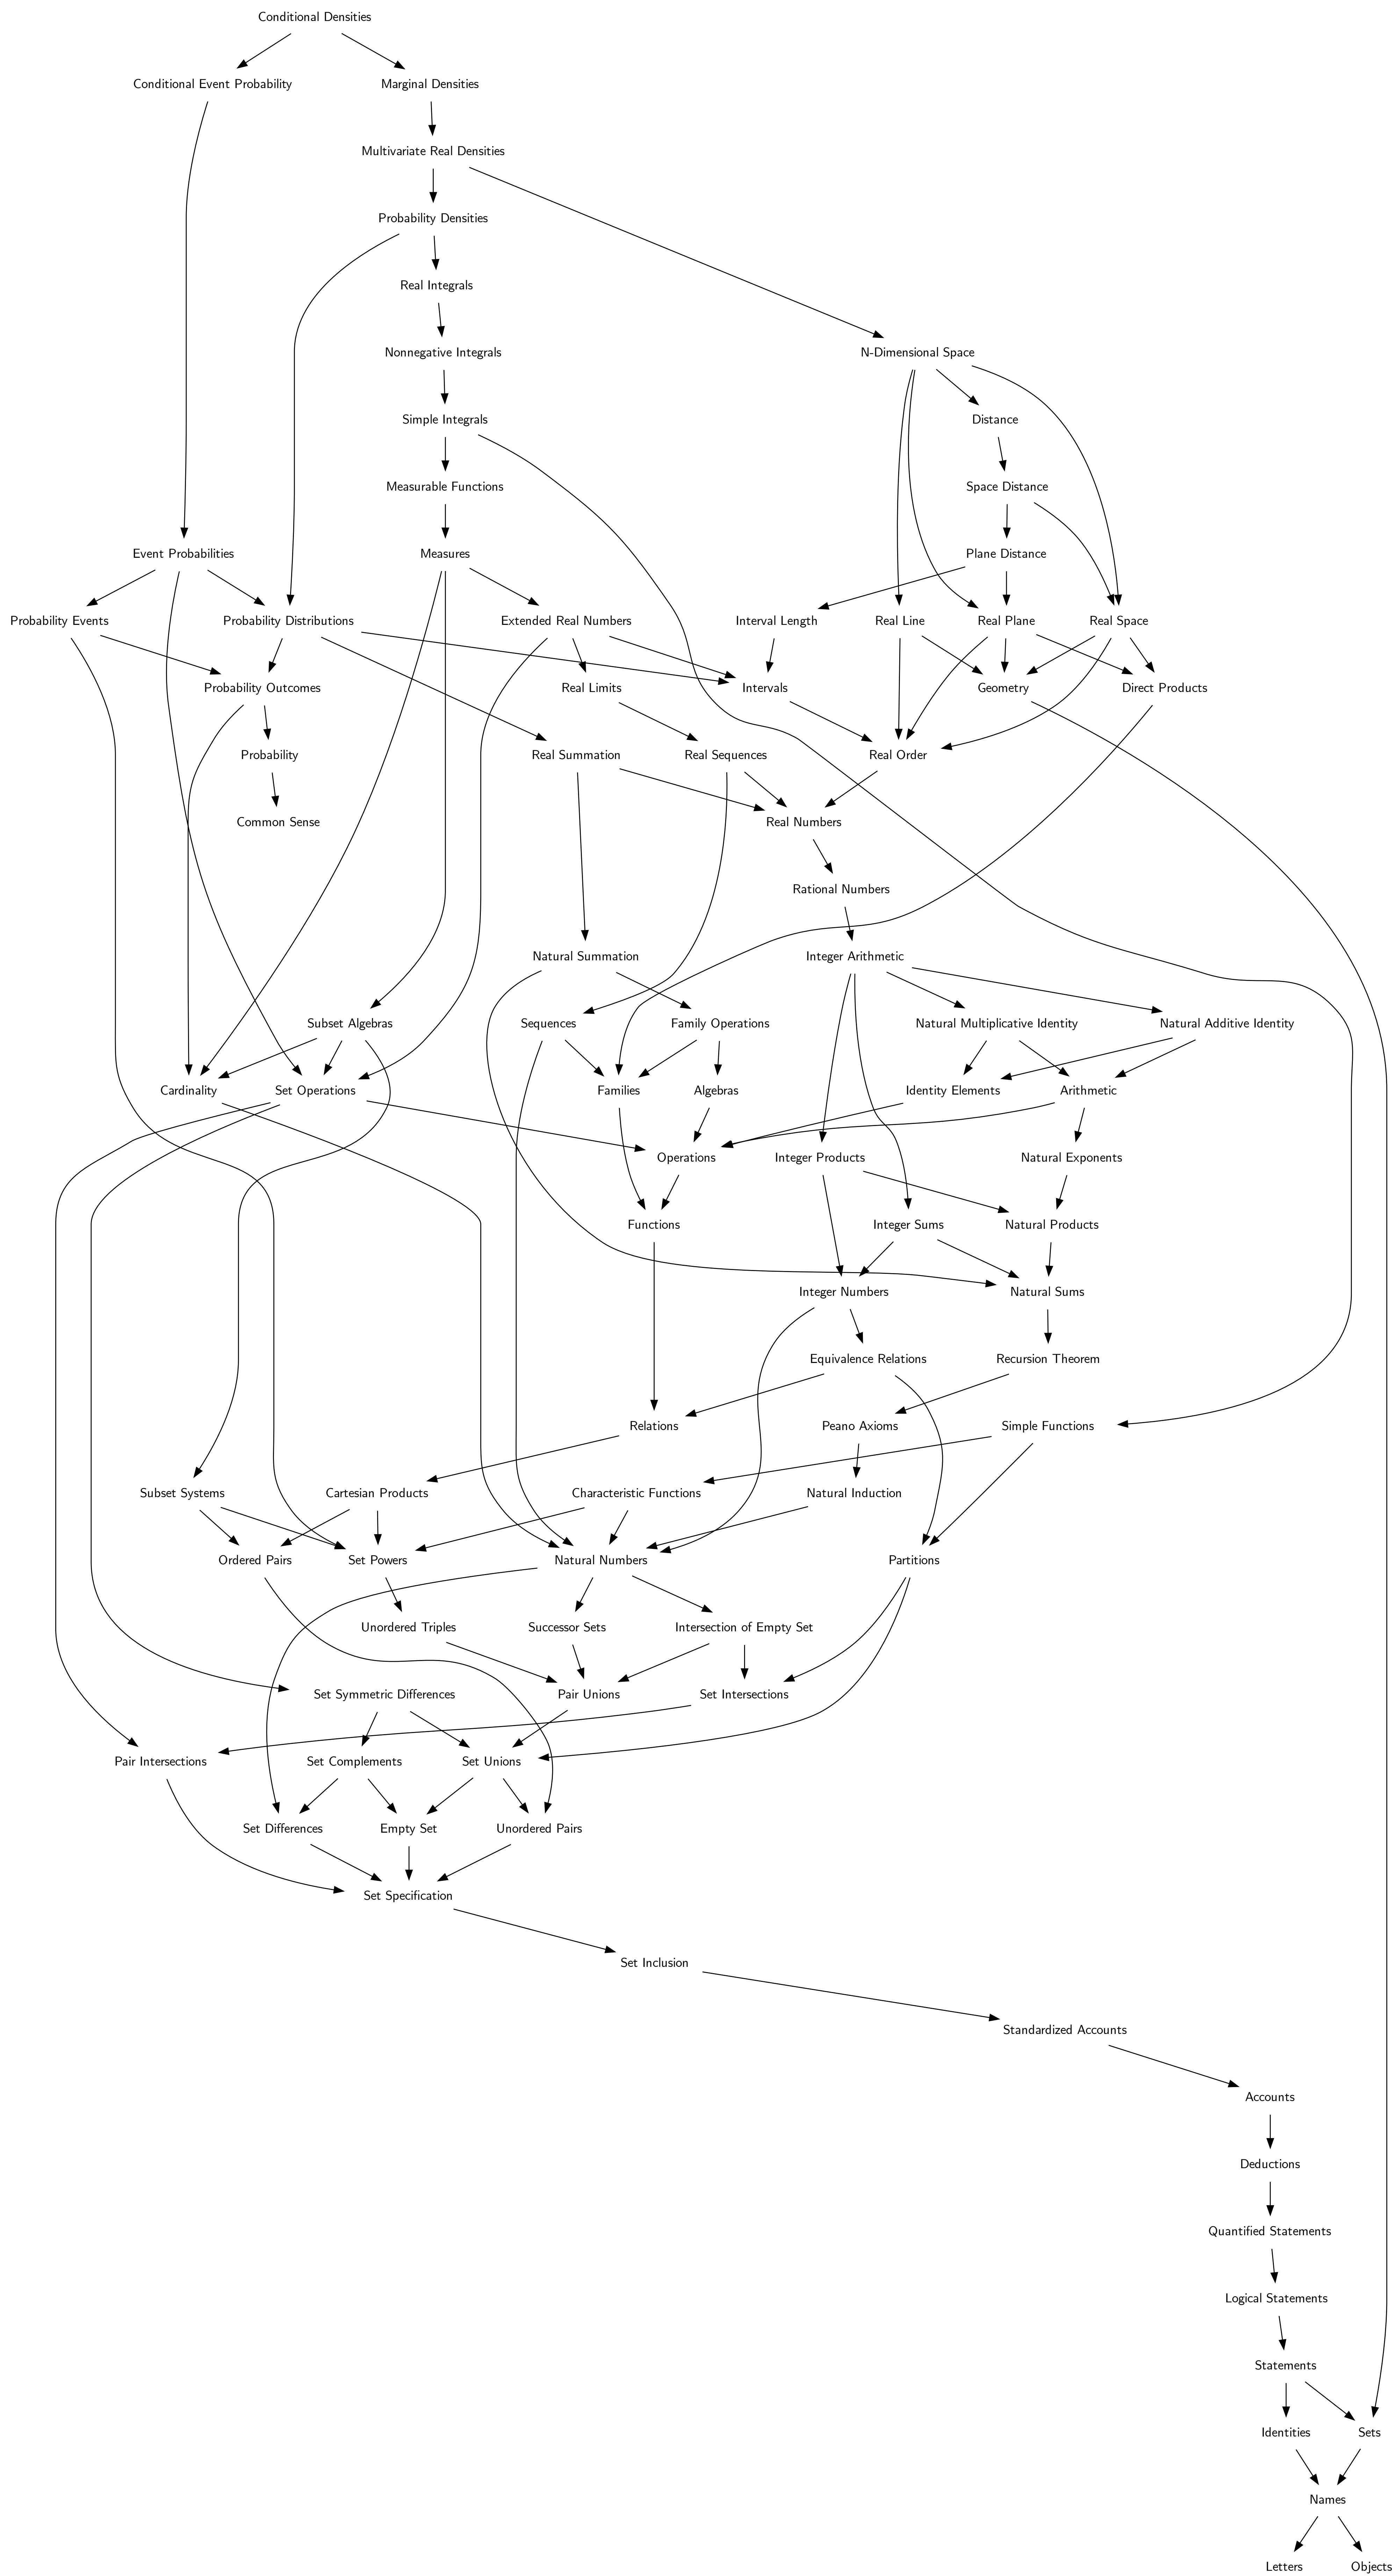 Conditional Densities
Conditional Event Probability
Marginal Densities
Multivariate Real Densities
Probability Densities
Real Integrals
Nonnegative Integrals
N-Dimensional Space
Simple Integrals
Distance
Measurable Functions
Space Distance
Event Probabilities
Measures
Plane Distance
Probability Events
Probability Distributions
Extended Real Numbers
Interval Length
Real Line
Real Plane
Real Space
Probability Outcomes
Real Limits
Intervals
Geometry
Direct Products
Probability
Real Summation
Real Sequences
Real Order
Common Sense
Real Numbers
Rational Numbers
Natural Summation
Integer Arithmetic
Subset Algebras
Sequences
Family Operations
Natural Multiplicative Identity
Natural Additive Identity
Cardinality
Set Operations
Families
Algebras
Identity Elements
Arithmetic
Operations
Integer Products
Natural Exponents
Functions
Integer Sums
Natural Products
Integer Numbers
Natural Sums
Equivalence Relations
Recursion Theorem
Relations
Peano Axioms
Simple Functions
Subset Systems
Cartesian Products
Characteristic Functions
Natural Induction
Ordered Pairs
Set Powers
Natural Numbers
Partitions
Unordered Triples
Successor Sets
Intersection of Empty Set
Set Symmetric Differences
Pair Unions
Set Intersections
Pair Intersections
Set Complements
Set Unions
Set Differences
Empty Set
Unordered Pairs
Set Specification
Set Inclusion
Standardized Accounts
Accounts
Deductions
Quantified Statements
Logical Statements
Statements
Identities
Sets
Names
Letters
Objects